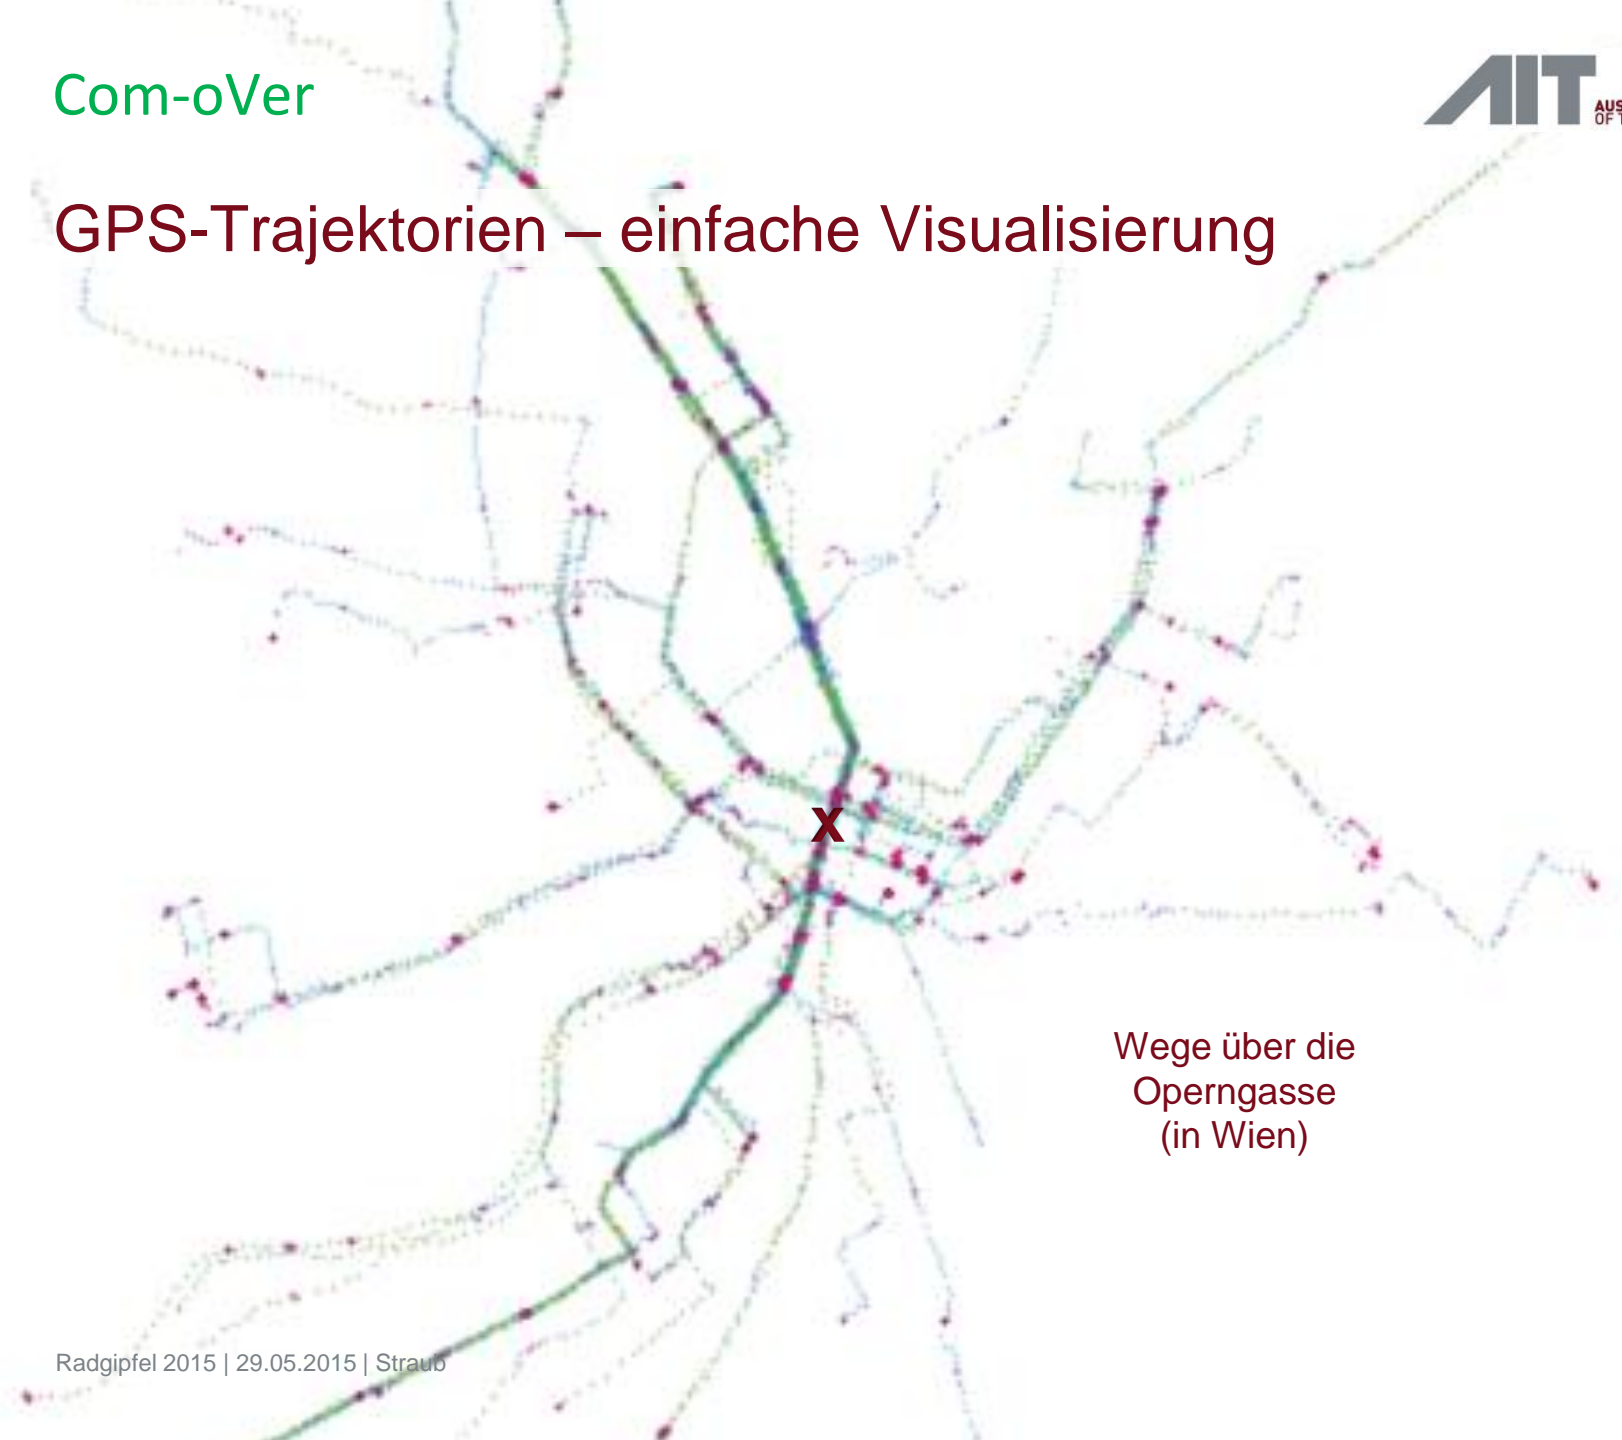 Com-oVer
AIT
GPS-Trajektorien – einfache Visualisierung
x
Wege über die
Operngasse
(in Wien)
Radgipfel 2015 | 29.05.2015 | Straub